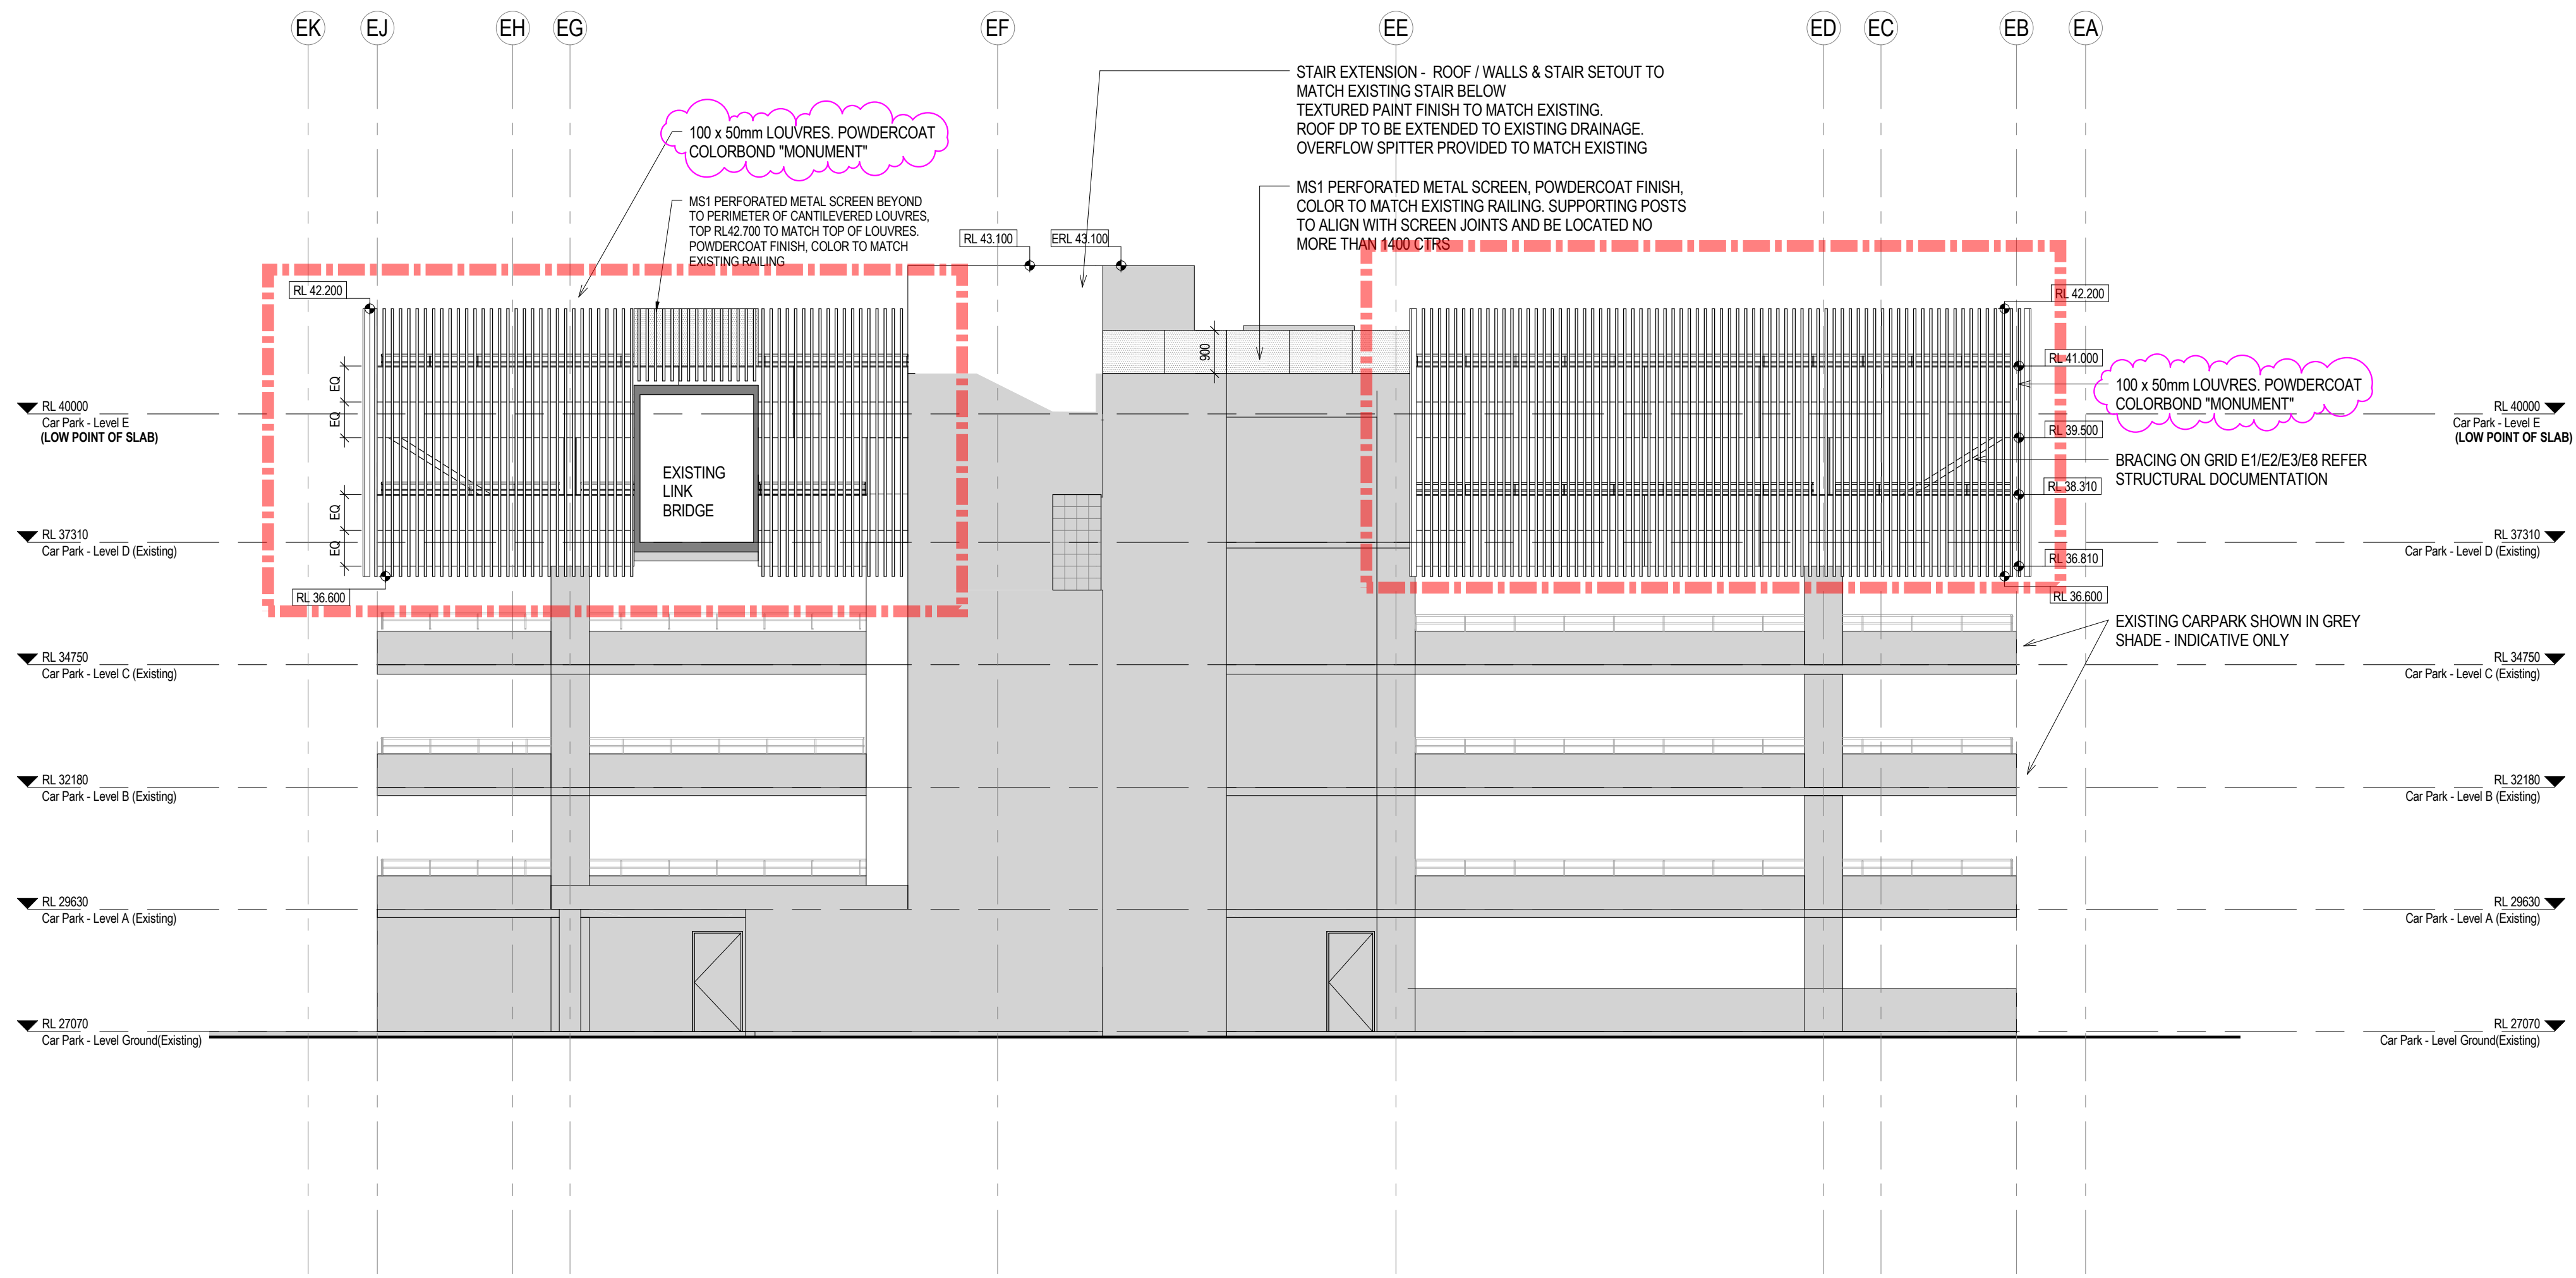 EK
EJ
EH
EG
EF
EE
ED
EC
EB
EA
STAIR EXTENSION - ROOF / WALLS & STAIR SETOUT TO
MATCH EXISTING STAIR BELOW
TEXTURED PAINT FINISH TO MATCH EXISTING.
ROOF DP TO BE EXTENDED TO EXISTING DRAINAGE.
OVERFLOW SPITTER PROVIDED TO MATCH EXISTING
100 x 50mm LOUVRES. POWDERCOAT
COLORBOND "MONUMENT"
MS1 PERFORATED METAL SCREEN, POWDERCOAT FINISH,
COLOR TO MATCH EXISTING RAILING. SUPPORTING POSTS
TO ALIGN WITH SCREEN JOINTS AND BE LOCATED NO
MORE THAN 1400 CTRS
MS1 PERFORATED METAL SCREEN BEYOND
TO PERIMETER OF CANTILEVERED LOUVRES,
TOP RL42.700 TO MATCH TOP OF LOUVRES.
POWDERCOAT FINISH, COLOR TO MATCH
EXISTING RAILING
RL 43.100
ERL 43.100
RL 42.200
RL 42.200
900
RL 41.000
EQ
EQ
EQ
EQ
100 x 50mm LOUVRES. POWDERCOAT
COLORBOND "MONUMENT"
RL 40000
Car Park - Level E
(LOW POINT OF SLAB)
RL 40000
Car Park - Level E
(LOW POINT OF SLAB)
RL 39.500
BRACING ON GRID E1/E2/E3/E8 REFER
STRUCTURAL DOCUMENTATION
EXISTING
LINK
BRIDGE
RL 38.310
RL 37310
Car Park - Level D (Existing)
RL 37310
Car Park - Level D (Existing)
RL 36.810
RL 36.600
RL 36.600
EXISTING CARPARK SHOWN IN GREY
SHADE - INDICATIVE ONLY
RL 34750
Car Park - Level C (Existing)
RL 34750
Car Park - Level C (Existing)
RL 32180
Car Park - Level B (Existing)
RL 32180
Car Park - Level B (Existing)
RL 29630
Car Park - Level A (Existing)
RL 29630
Car Park - Level A (Existing)
RL 27070
Car Park - Level Ground(Existing)
RL 27070
Car Park - Level Ground(Existing)